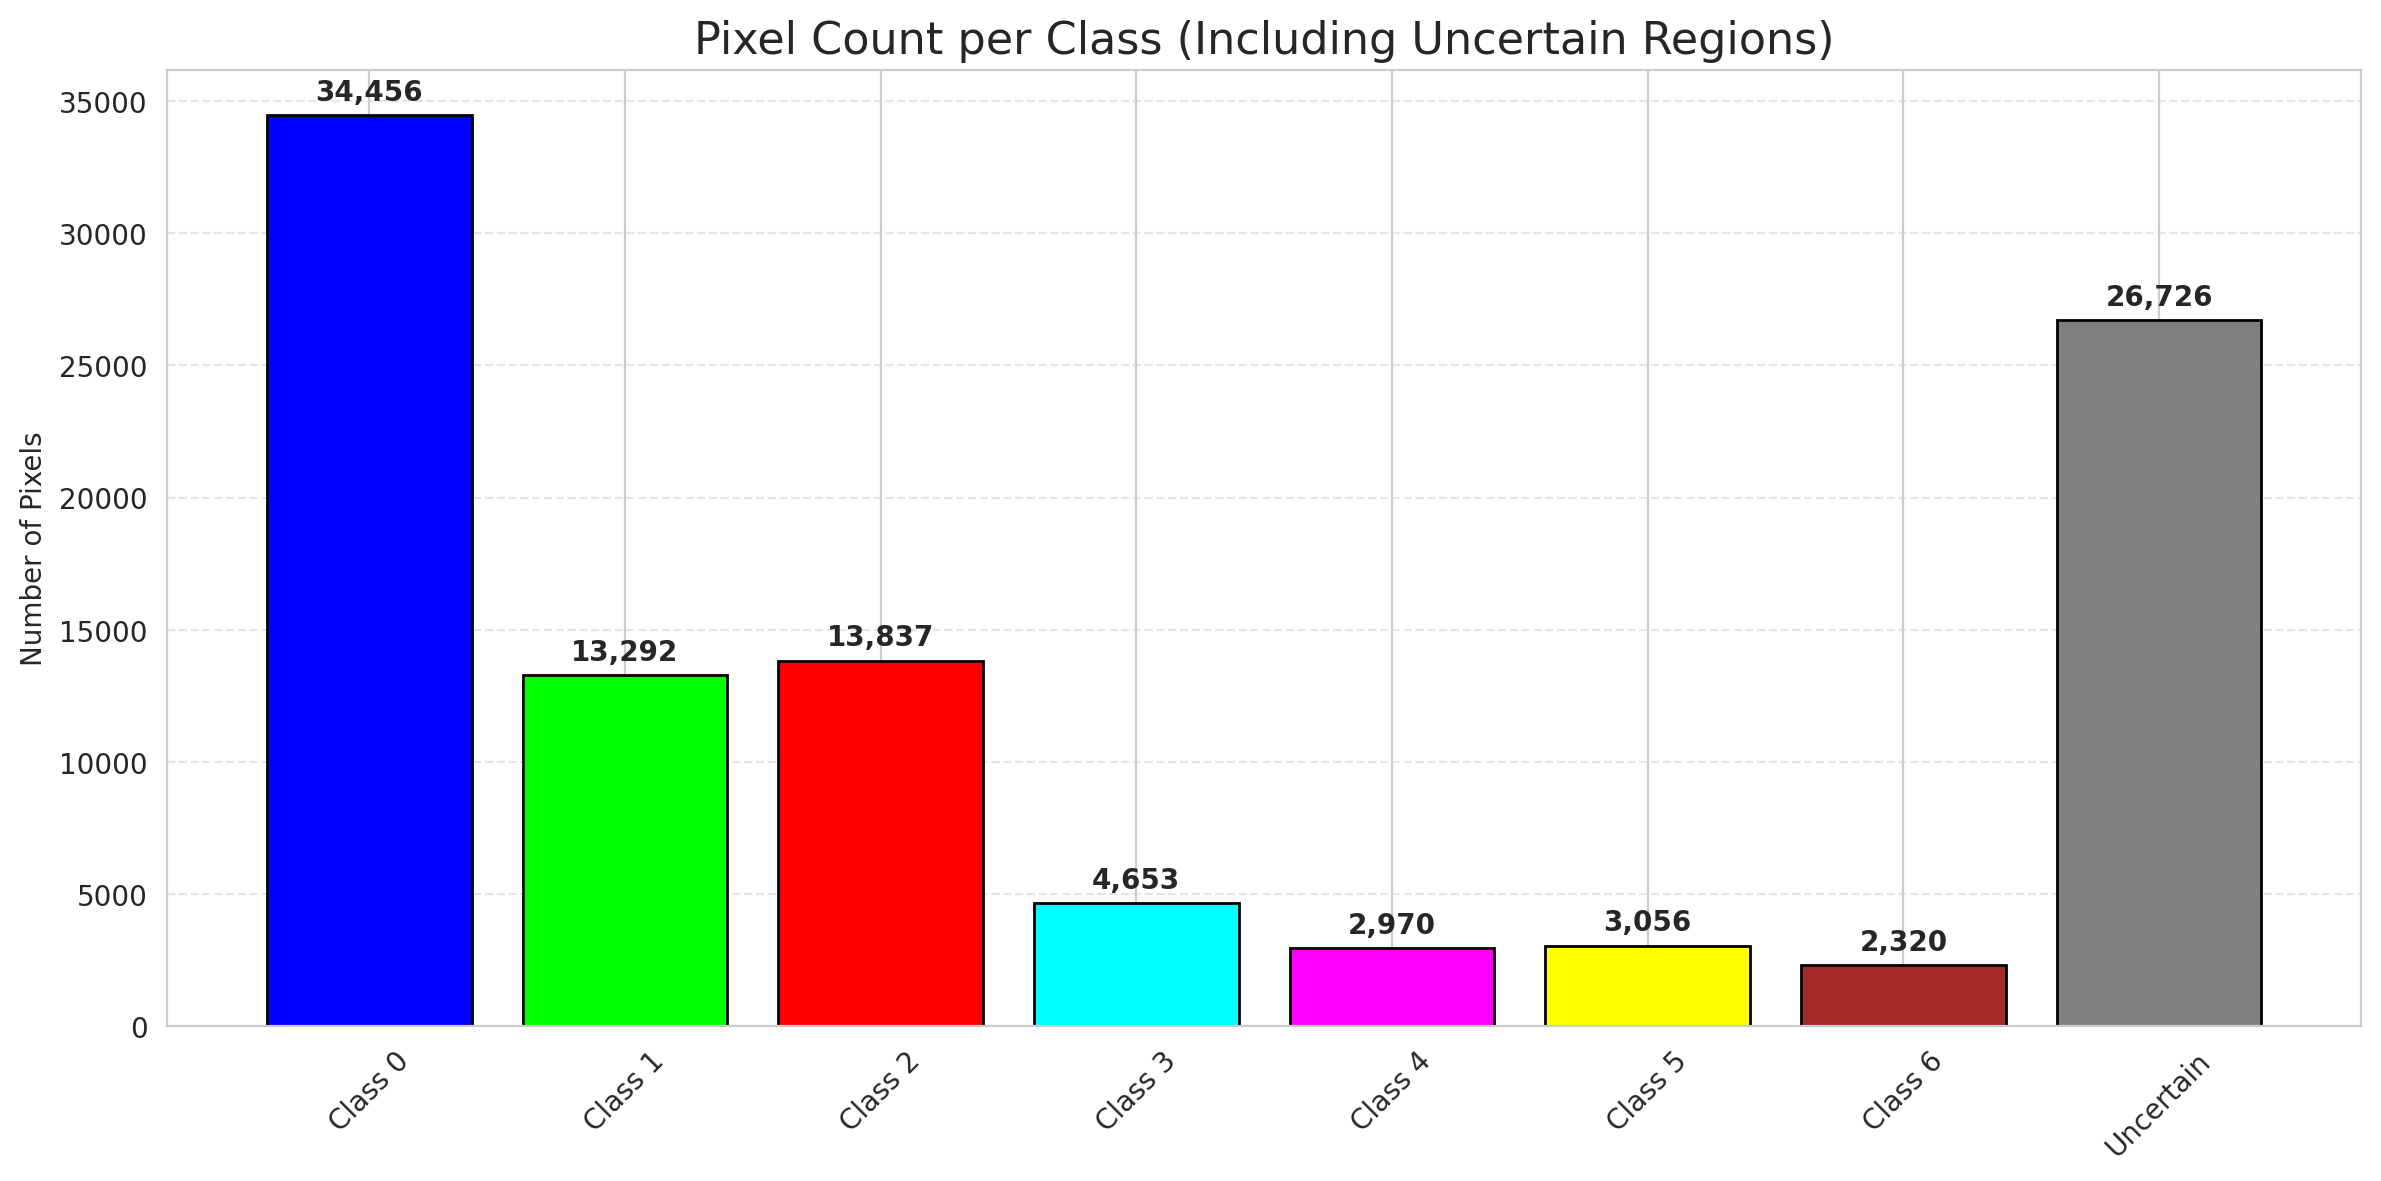 Pixel Count per Class (Including Uncertain Regions)
Number of Pixels
35000
30000
25000
20000
15000
10000
5000
0
34,456
13,292
13,837
4,653
2,970
3,056
2,320
26,726
Class 0
Class 1
Class 2
Class 3
Class 4
Class 5
Class 6
Uncertain